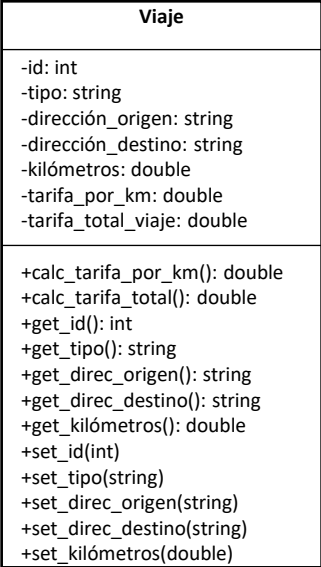 Viaje
-id: int
-tipo: string
-dirección_origen: string
-dirección_destino: string
-kilómetros: double
-tarifa_por_km: double
-tarifa_total_viaje: double
+calc_tarifa_por_km(): double
+calc_tarifa_total(): double
+get_id(): int
+get_tipo(): string
+get_direc_origen(): string
+get_direc_destino(): string
+get_kilómetros(): double
+set_id(int)
+set_tipo(string)
+set_direc_origen(string)
+set_direc_destino(string)
+set_kilómetros(double)